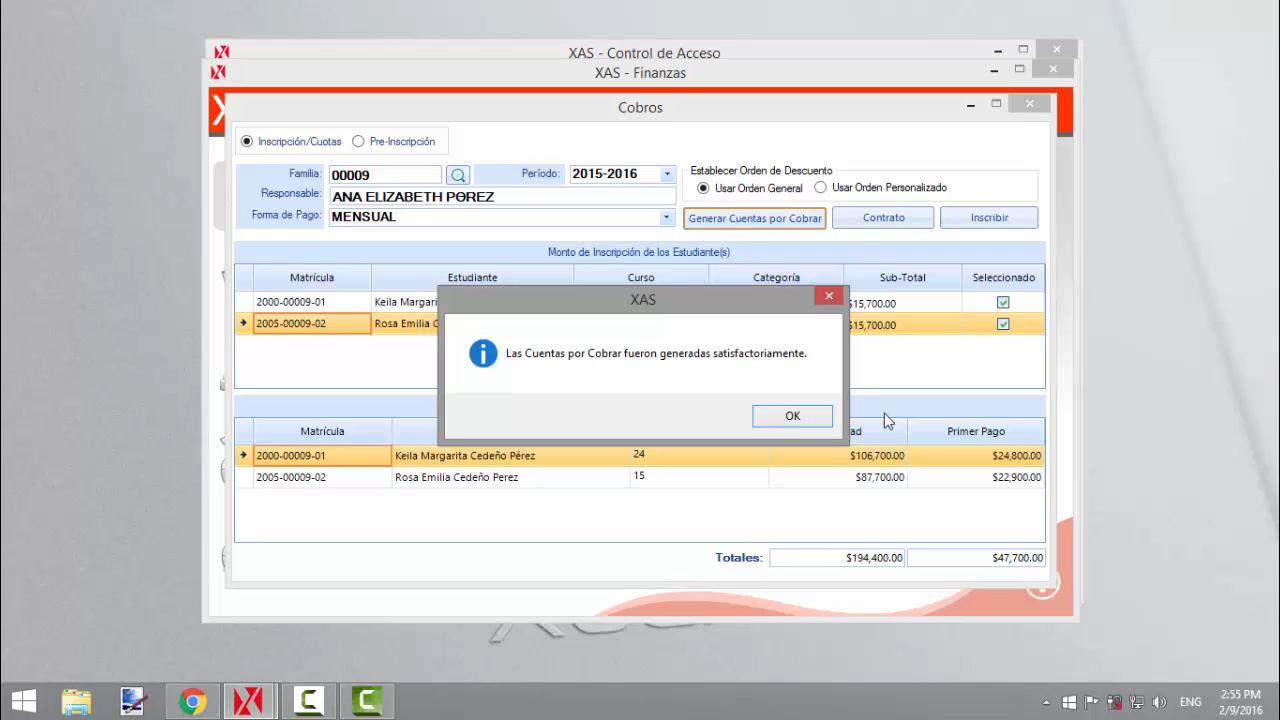 XAS - Control de Acceso
XAS - Finanzas
Cobros
Inscripción/Cuotas Pre-Inscripción
Familia: 00009 Período: 2015-2016
Responsable: ANA ELIZABETH PEREZ
Forma de Pago: MENSUAL
Establecer Orden de Descuento
Usar Orden General Usar Orden Personalizado
Generar Cuentas por Cobrar Contrato Inscribir
Monto de Inscripción de los Estudiante(s)
Matrícula Estudiante Curso Categoría Sub-Total Seleccionado
2000-00009-01 Keila Margari $15,700.00
2005-00009-02 Rosa Emilia C $15,700.00
XAS
Las Cuentas por Cobrar fueron generadas satisfactoriamente.
OK
Matrícula ad Primer Pago
2000-00009-01 Keila Margarita Cedeño Pérez 24 $106,700.00 $24,800.00
2005-00009-02 Rosa Emilia Cedeño Perez 15 $87,700.00 $22,900.00
Totales: $194,400.00 $47,700.00
ENG
2:55 PM
2/9/2016